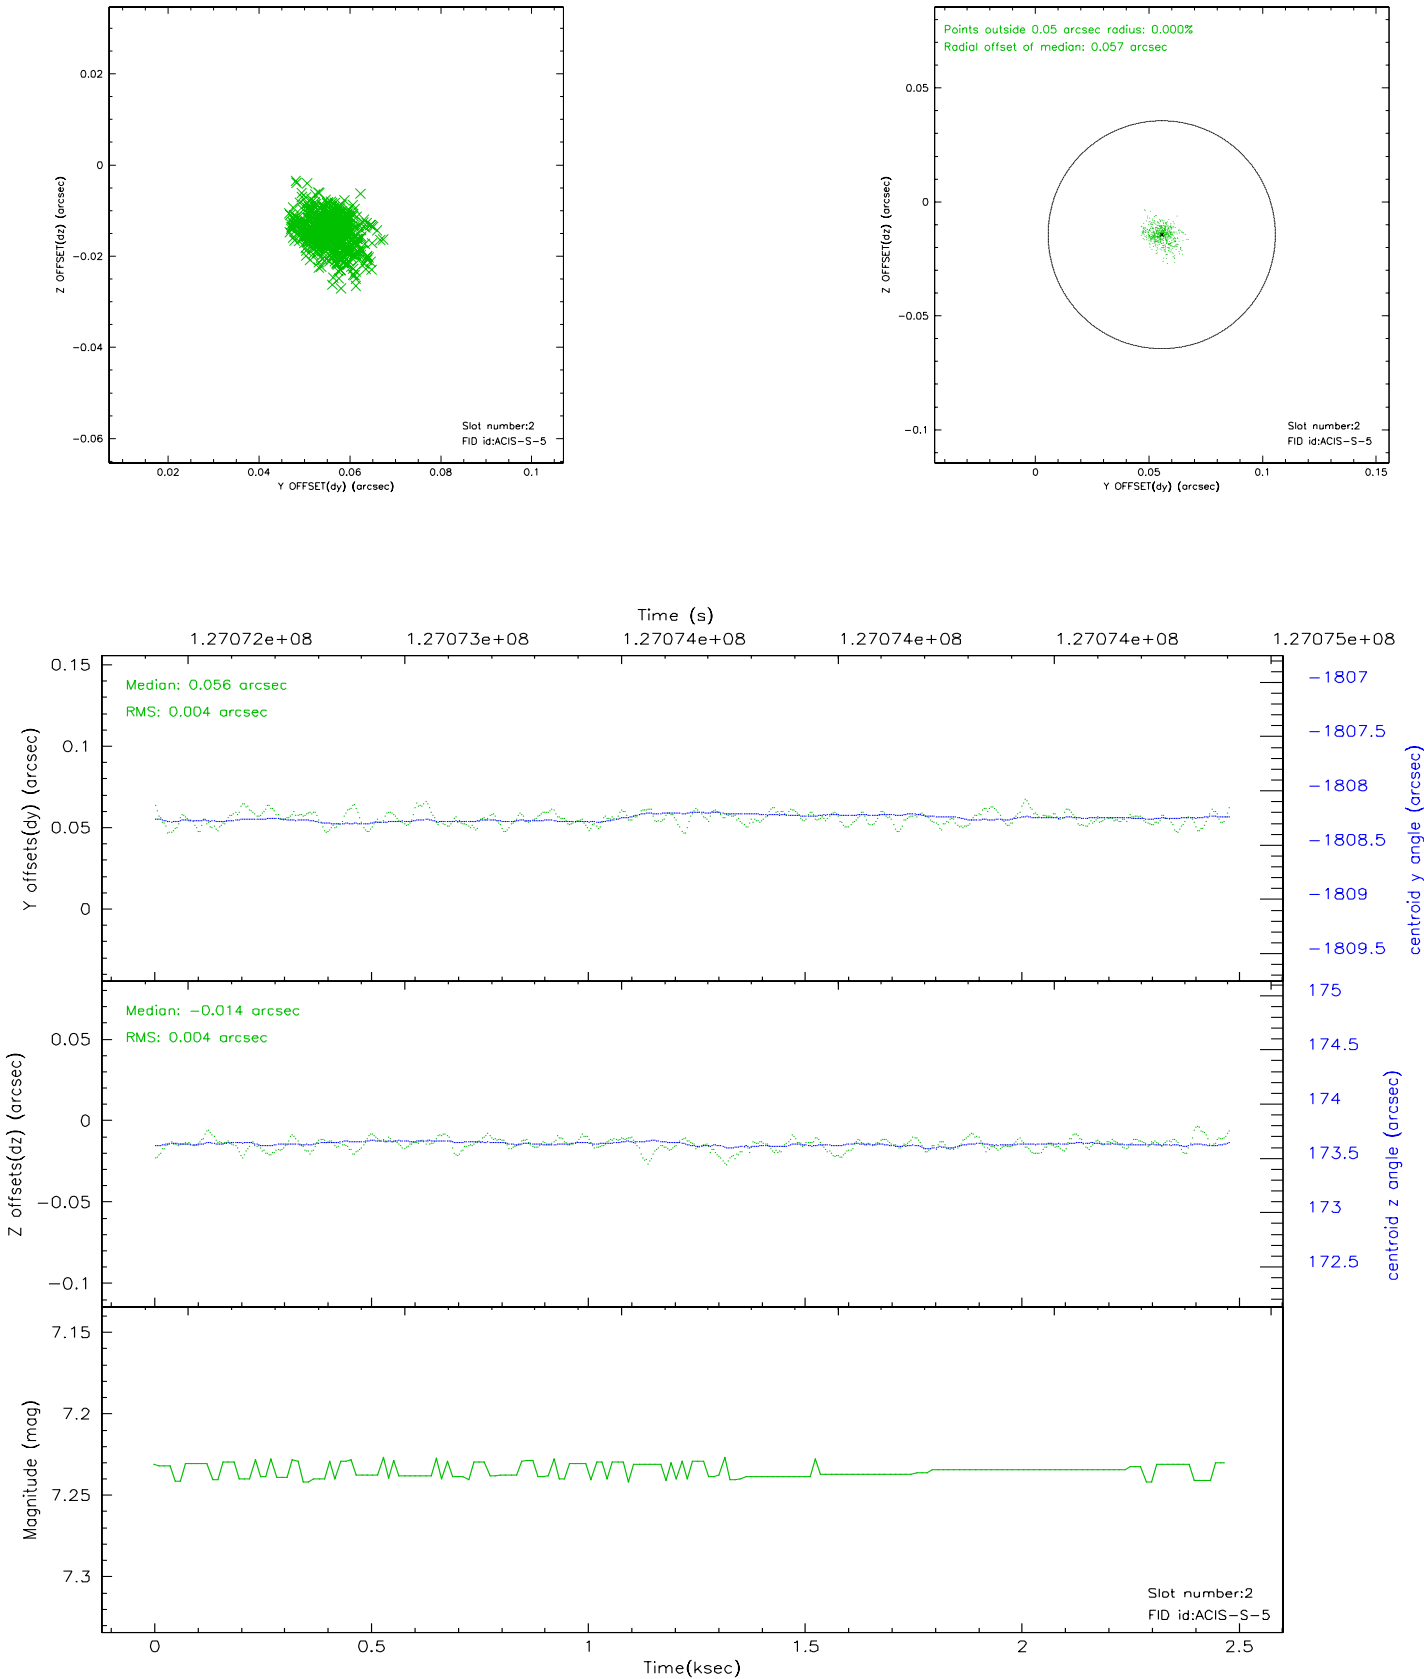 0.02
0
-0.02
-0.04
-0.06
Z OFFSET(dz) (arcsec)
Slot number:2
FID id:ACIS-S-5
0.02 0.04 0.06 0.08 0.1
Y OFFSET(dy) (arcsec)
Points outside 0.05 arcsec radius: 0.000%
Radial offset of median: 0.057 arcsec
0.05
0
-0.05
-0.1
Z OFFSET(dz) (arcsec)
Slot number:2
FID id:ACIS-S-5
0 0.05 0.1 0.15
Y OFFSET(dy) (arcsec)
Time (s)
1.27072e+08 1.27073e+08 1.27074e+08 1.27074e+08 1.27074e+08 1.27075e+08
Median: 0.056 arcsec
RMS: 0.004 arcsec
0.15
0.1
0.05
0
Y offsets(dy) (arcsec)
-1807
-1807.5
-1808
-1808.5
-1809
-1809.5
centroid y angle (arcsec)
Median: -0.014 arcsec
RMS: 0.004 arcsec
0.05
0
-0.05
-0.1
Z offsets(dz) (arcsec)
175
174.5
174
173.5
173
172.5
centroid z angle (arcsec)
7.15
7.2
7.25
7.3
Magnitude (mag)
Slot number:2
FID id:ACIS-S-5
0 0.5 1 1.5 2 2.5
Time(ksec)